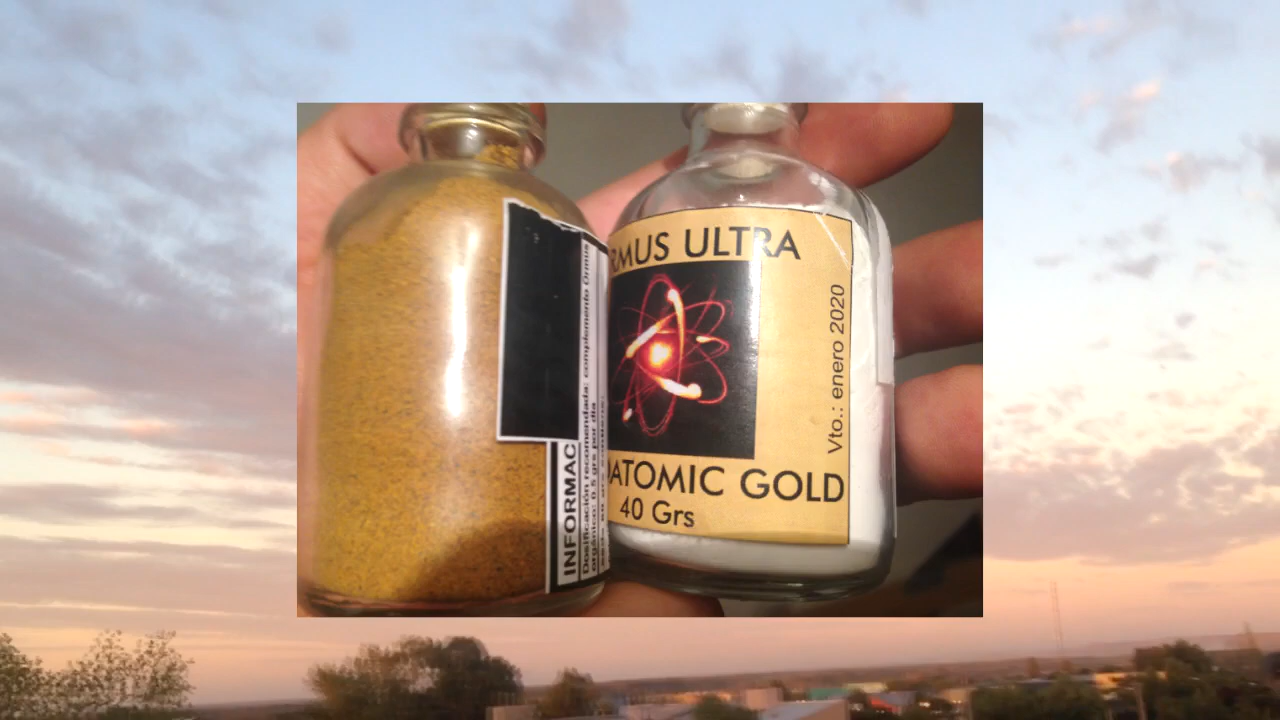 RMUS ULTRA
ATOMIC GOLD
40 Grs
Vto.: enero 2020
INFORMAC
Dosificación recomendada: complemento Ormus
orgánico: 0.5 grs por día